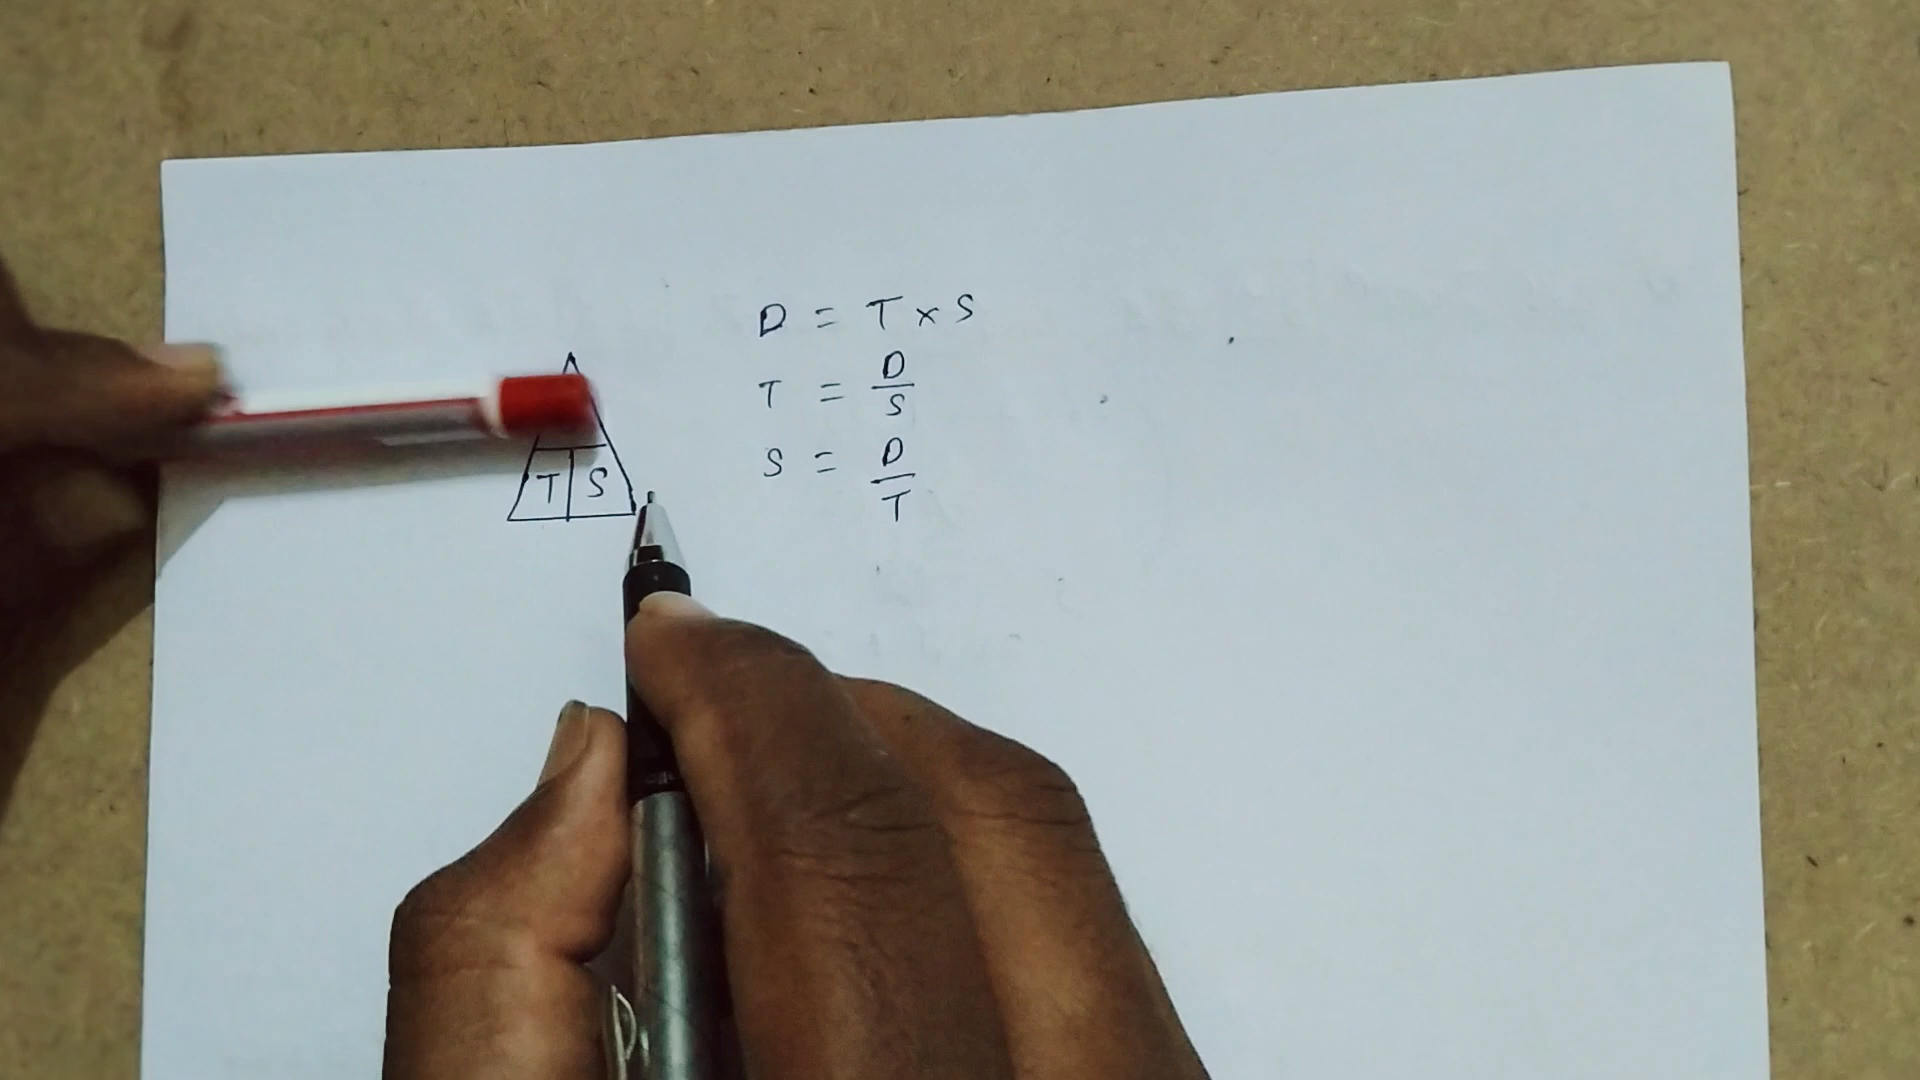 D = T × S
T = D/S
S = D/T
T S